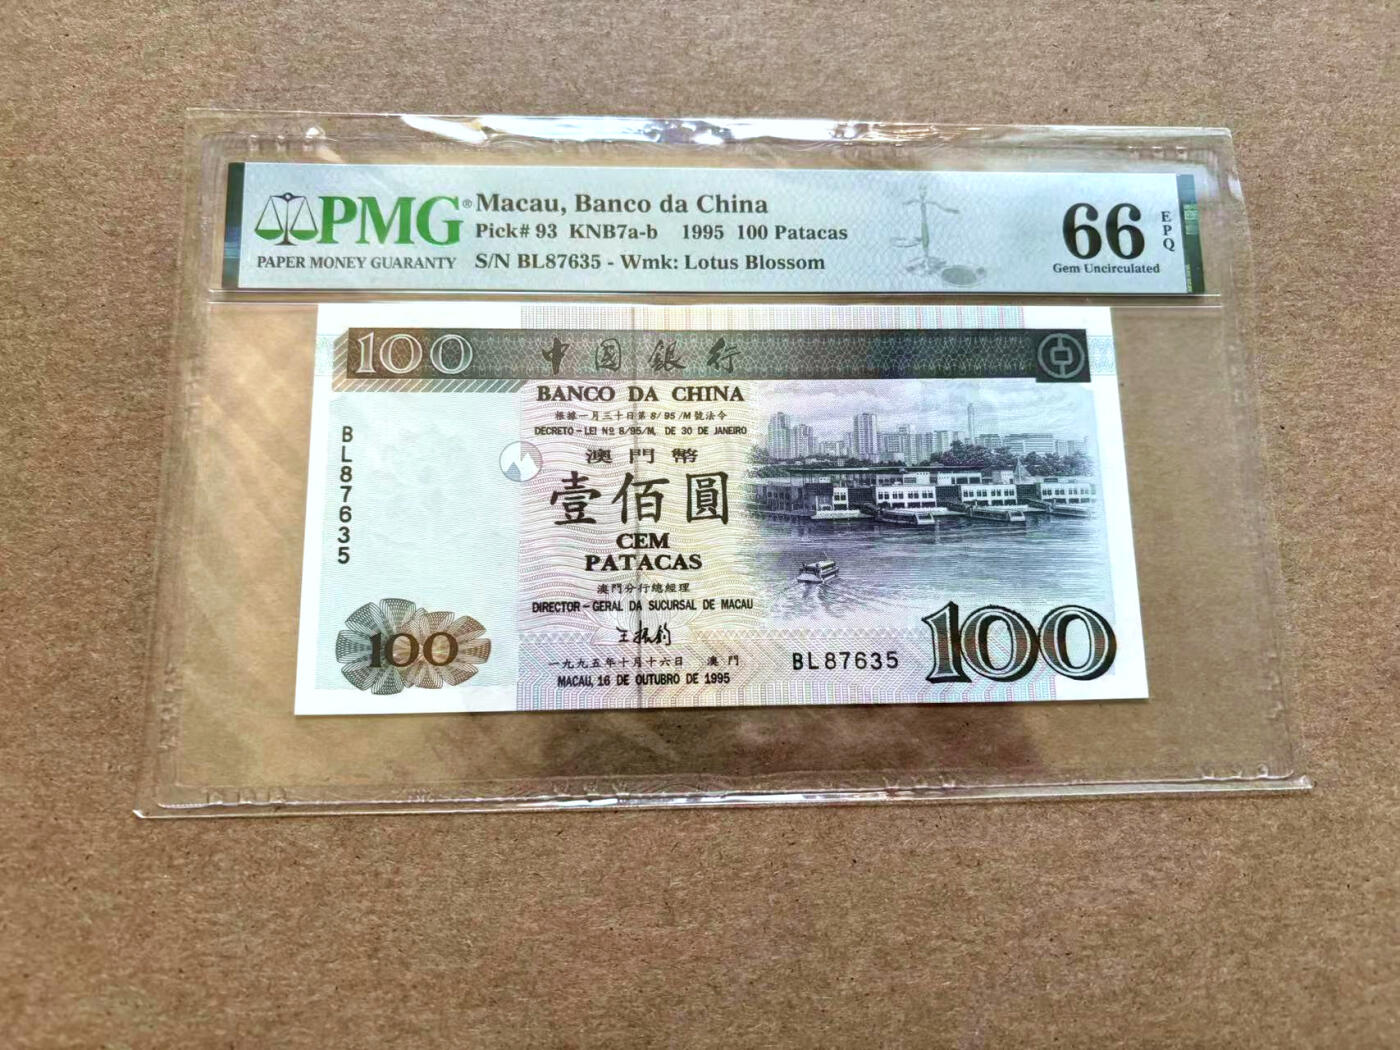 PMG®
PAPER MONEY GUARANTY
Macau, Banco da China
Pick# 93 KNB7a-b 1995 100 Patacas
S/N BL87635 - Wmk: Lotus Blossom
66
EPQ
Gem Uncirculated
100
中國銀行
BANCO DA CHINA
根據一月三十日第8/95/M號法令
DECRETO-LEI Nº 8/95/M, DE 30 DE JANEIRO
澳門幣
壹佰圓
CEM
PATACAS
澳門分行總經理
DIRECTOR-GERAL DA SUCURSAL DE MACAU
王振鈞
一九九五年十月十六日 澳門
MACAU, 16 DE OUTUBRO DE 1995
BL87635
100
BL87635
100